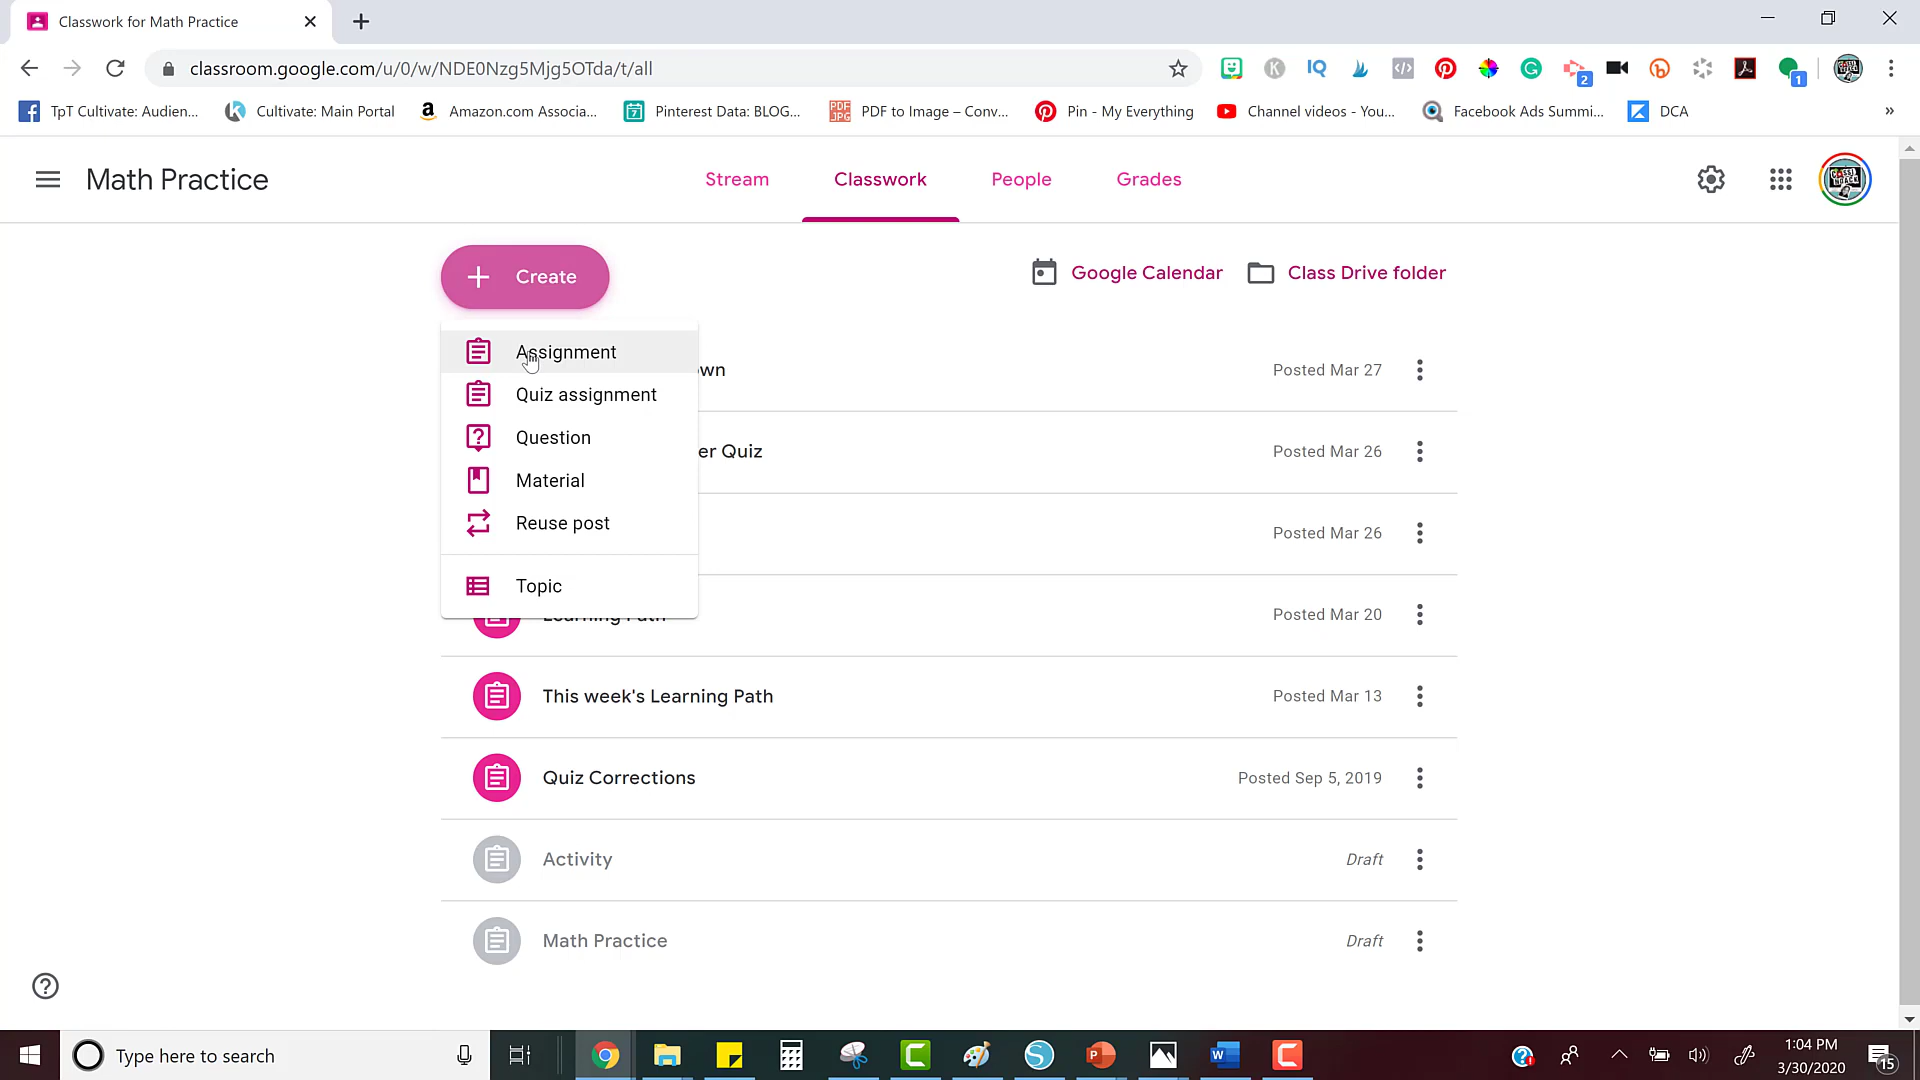 Classwork for Math Practice
classroom.google.com/u/0/w/NDE0Nzg5Mjg5OTda/t/all
IQ
2
1
TpT Cultivate: Audien...
Cultivate: Main Portal
Amazon.com Associa...
Pinterest Data: BLOG...
PDF to Image – Conv...
Pin - My Everything
Channel videos - You...
Facebook Ads Summi...
DCA
»
Math Practice
Stream
Classwork
People
Grades
Create
Google Calendar
Class Drive folder
Assignment
Quiz assignment
Question
Material
Reuse post
Topic
own
Posted Mar 27
er Quiz
Posted Mar 26
Posted Mar 26
Learning Path
Posted Mar 20
This week's Learning Path
Posted Mar 13
Quiz Corrections
Posted Sep 5, 2019
Activity
Draft
Math Practice
Draft
Type here to search
1:04 PM
3/30/2020
15